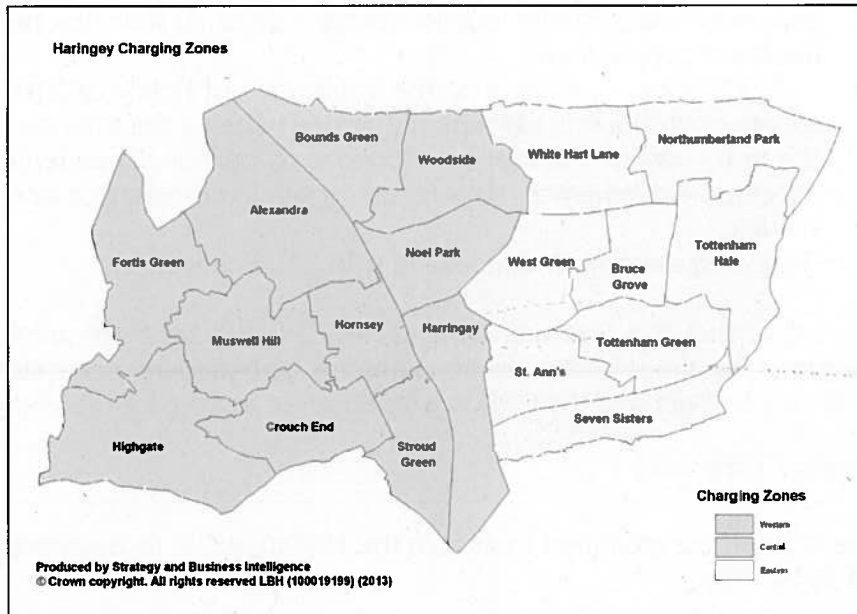 Haringey Charging Zones
Bounds Green
Woodside
White Hart Lane
Northumberland Park
Alexandra
Noel Park
West Green
Bruce
Grove
Tottenham
Hale
Fortis Green
Muswell Hill
Hornsey
Harringay
Tottenham Green
St. Ann's
Seven Sisters
Highgate
Crouch End
Stroud
Green
Charging Zones
Western
Central
Eastern
Produced by Strategy and Business Intelligence
© Crown copyright. All rights reserved LBH (100019199) (2013)